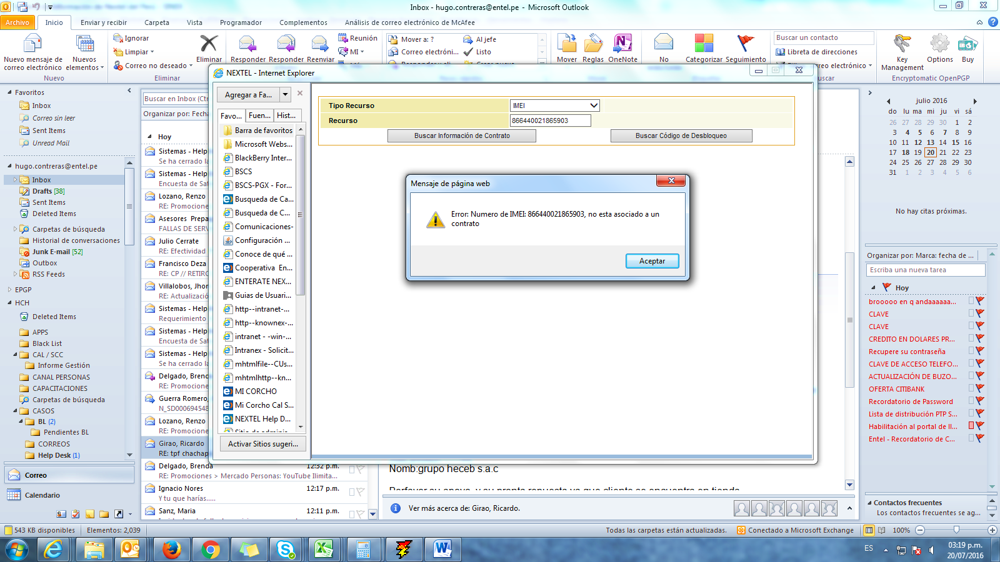 Inbox - hugo.contreras@entel.pe - Microsoft Outlook
Archivo Inicio Enviar y recibir Carpeta Vista Programador Complementos Análisis de correo electrónico de McAfee
Nuevo mensaje de correo electrónico
Nuevos elementos
Nuevo
Ignorar
Limpiar
Correo no deseado
Eliminar
Eliminar
Responder Responder Reenviar
Reunión
MI
Mover a: ?
Correo electróni...
Al jefe
Listo
Mover Reglas OneNote
No Categorizar Seguimiento
Buscar un contacto
Libreta de direcciones
Key Management Options Buy
Encryptomatic OpenPGP
Favoritos
Inbox
Correo sin leer
Sent Items
Unread Mail
hugo.contreras@entel.pe
Inbox
Drafts [38]
Sent Items
Deleted Items
Carpetas de búsqueda
Historial de conversaciones
Junk E-mail [52]
Outbox
RSS Feeds
EPGP
HCH
Deleted Items
APPS
Black List
CAL / SCC
Informe Gestión
CANAL PERSONAS
CAPACITACIONES
Carpetas de búsqueda
CASOS
BL (2)
Pendientes BL
CORREOS
Help Desk (1)
Correo
Calendario
Buscar en Inbox (Ctr
Organizar por: Fecha
Hoy
Sistemas - Help
Se ha cerrado la
Sistemas - Help
Encuesta de Sat
Lozano, Renzo
RE: Promociones
Asesores Prepa
FALLAS DE SERV
Julio Cerrate
RE: Efectividad
Francisco Deza
RE: CP // RETIRC
Villalobos, Jhor
RE: Actualizació
Sistemas - Help
Requerimiento
Sistemas - Help
Encuesta de Sat
Sistemas - Help
Se ha cerrado la
Delgado, Brenda
RE: Promociones
Guerra Romero,
N_SD000694548
Lozano, Renzo
RE: Promociones
Girao, Ricardo
RE: tpf chachap
Delgado, Brenda 12:32 p.m.
RE: Promociones > Mercado Personas: YouTube Ilimita...
Ignacio Nores 12:17 p.m.
Y tu que harías.....
Sanz, Maria 12:11 p.m.
NEXTEL - Internet Explorer
Agregar a Fa...
Favo... Fuen... Hist...
Barra de favoritos
Microsoft Webs...
BlackBerry Inter...
BSCS
BSCS-PGX - For...
Busqueda de Ca...
Busqueda de C...
Comunicaciones-
Configuración ...
Conoce de qué ...
Cooperativa En...
ENTERATE NEX...
Guias de Usuari...
http--intranet-...
http--knownex-...
intranet - -win-...
Intranex - Solicit...
mhtmlfile--CUs...
mhtmlhttp--kn...
MI CORCHO
Mi Corcho Cal S...
NEXTEL Help D...
Activar Sitios sugeri...
Tipo Recurso IMEI
Recurso 866440021865903
Buscar Información de Contrato Buscar Código de Desbloqueo
Mensaje de página web
Error: Numero de IMEI: 866440021865903, no esta asociado a un
contrato
Aceptar
Nomb:grupo heceb s.a.c
Ver más acerca de: Girao, Ricardo.
julio 2016
do lu ma mi ju vi sá
26 27 28 29 30 1 2
3 4 5 6 7 8 9
10 11 12 13 14 15 16
17 18 19 20 21 22 23
24 25 26 27 28 29 30
31 1 2 3 4 5 6
No hay citas próximas.
Organizar por: Marca: fecha de ...
Escriba una nueva tarea
Hoy
brooooo en q andaaaaaa...
CLAVE
CLAVE
CREDITO EN DOLARES PR...
Recupere su contraseña
CLAVE DE ACCESO TELEFO...
ACTUALIZACIÓN DE BUZO...
OFERTA CITIBANK
Recordatorio de Password
Lista de distribución PTP S...
Habilitación al portal de II...
Entel - Recordatorio de C...
Contactos frecuentes
Los contactos frecuentes se ag...
543 KB disponibles Elementos: 2,039
Todas las carpetas están actualizadas. Conectado a Microsoft Exchange 100%
ES 03:19 p.m.
20/07/2016